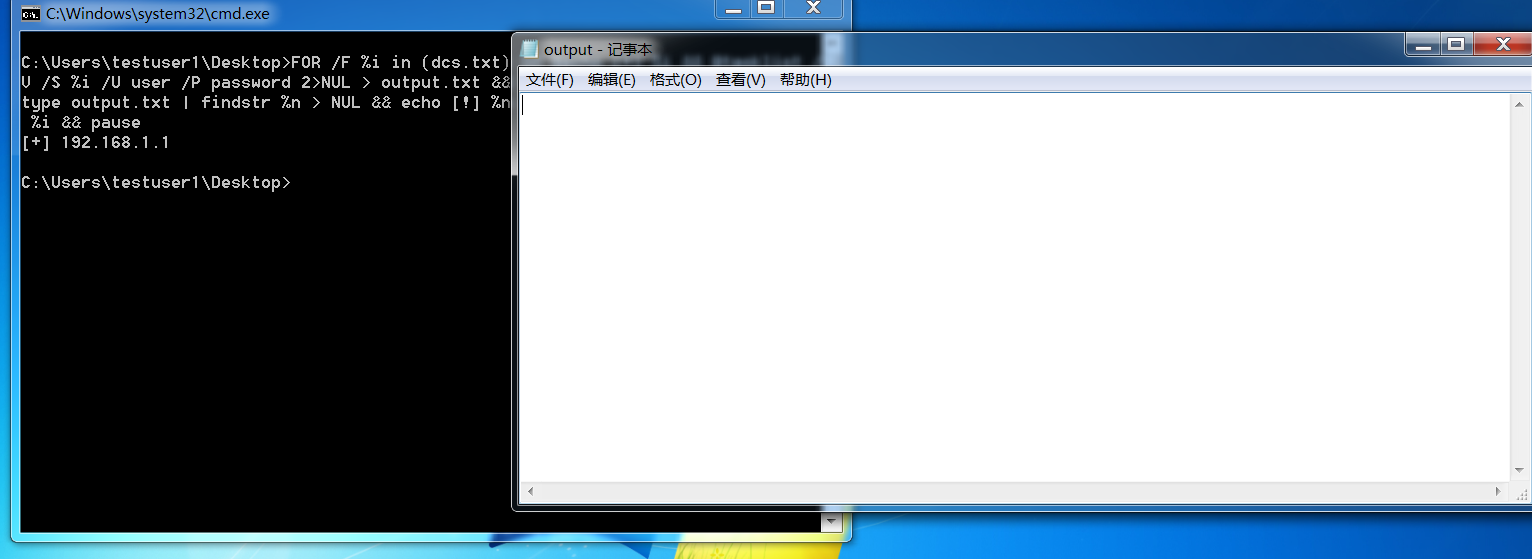 C:\Windows\system32\cmd.exe
C:\Users\testuser1\Desktop>FOR /F %i in (dcs.txt)
U /S %i /U user /P password 2>NUL > output.txt &&
type output.txt | findstr %n > NUL && echo [!] %n
%i && pause
[+] 192.168.1.1
C:\Users\testuser1\Desktop>
output - 记事本
文件(F) 编辑(E) 格式(O) 查看(V) 帮助(H)